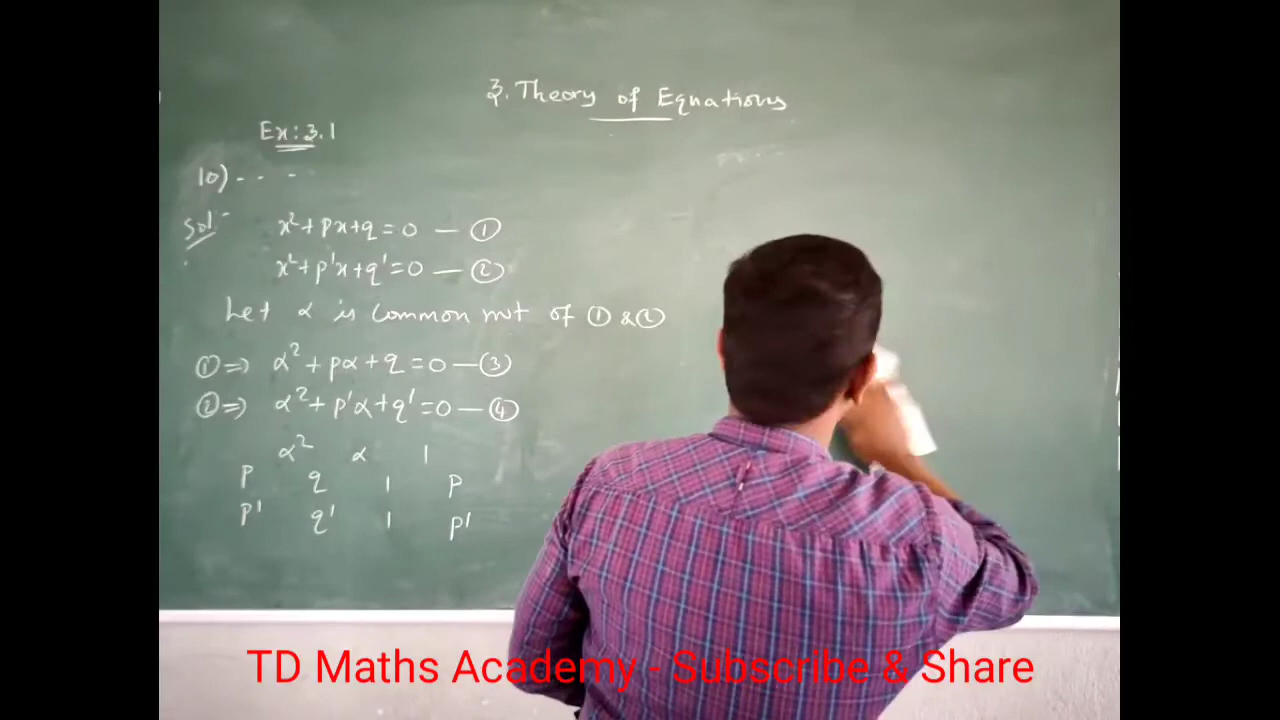 3. Theory of Equations
Ex: 3.1
10) - - -
Sol:
x² + px + q = 0 — ①
x² + p'x + q' = 0 — ②
Let α is common root of ① & ②
① ⇒ α² + pα + q = 0 — ③
② ⇒ α² + p'α + q' = 0 — ④
α² α 1
p q 1 p
p' q' 1 p'
TD Maths Academy - Subscribe & Share